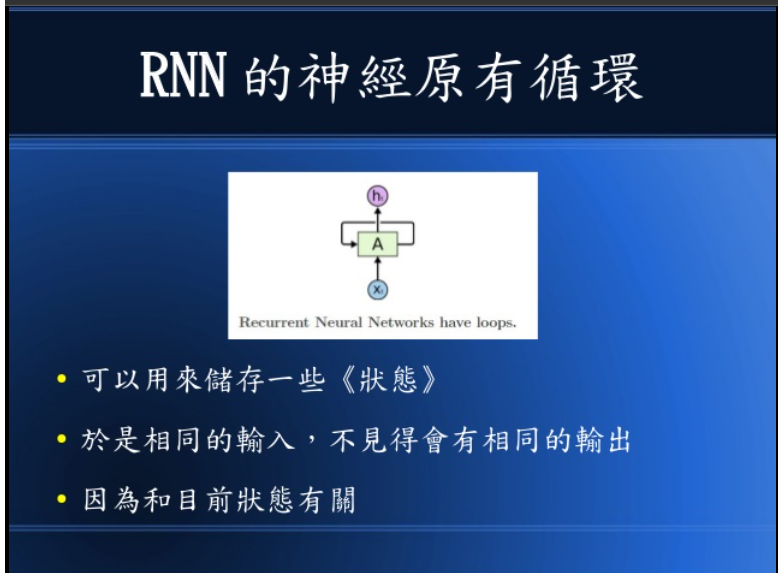 RNN 的神經原有循環
hₜ
A
xₜ
Recurrent Neural Networks have loops.
• 可以用來儲存一些《狀態》
• 於是相同的輸入，不見得會有相同的輸出
• 因為和目前狀態有關